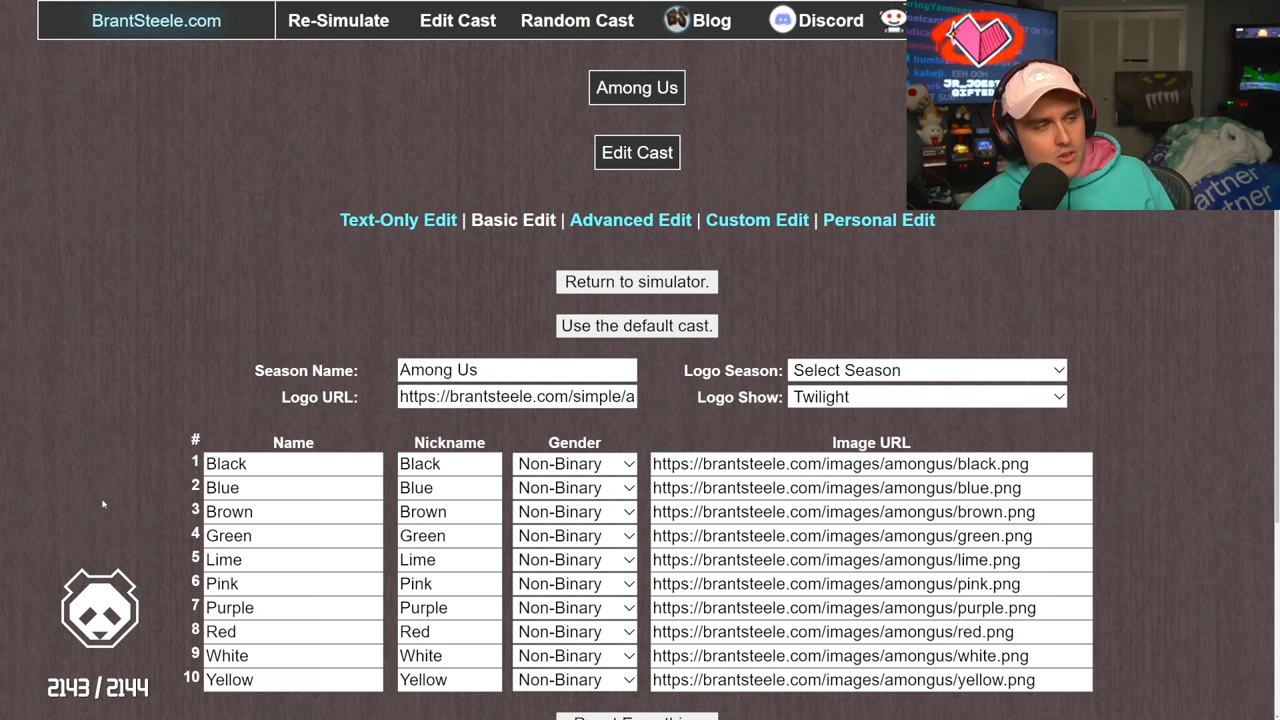 BrantSteele.com Re-Simulate Edit Cast Random Cast Blog Discord
Among Us
Edit Cast
Text-Only Edit | Basic Edit | Advanced Edit | Custom Edit | Personal Edit
Return to simulator.
Use the default cast.
Season Name: Among Us Logo Season: Select Season
Logo URL: https://brantsteele.com/simple/a Logo Show: Twilight
# Name Nickname Gender Image URL
1 Black Black Non-Binary https://brantsteele.com/images/amongus/black.png
2 Blue Blue Non-Binary https://brantsteele.com/images/amongus/blue.png
3 Brown Brown Non-Binary https://brantsteele.com/images/amongus/brown.png
4 Green Green Non-Binary https://brantsteele.com/images/amongus/green.png
5 Lime Lime Non-Binary https://brantsteele.com/images/amongus/lime.png
6 Pink Pink Non-Binary https://brantsteele.com/images/amongus/pink.png
7 Purple Purple Non-Binary https://brantsteele.com/images/amongus/purple.png
8 Red Red Non-Binary https://brantsteele.com/images/amongus/red.png
9 White White Non-Binary https://brantsteele.com/images/amongus/white.png
10 Yellow Yellow Non-Binary https://brantsteele.com/images/amongus/yellow.png
2143 / 2144
kabeji: EEH OOH
GIFTED
artner
rtner